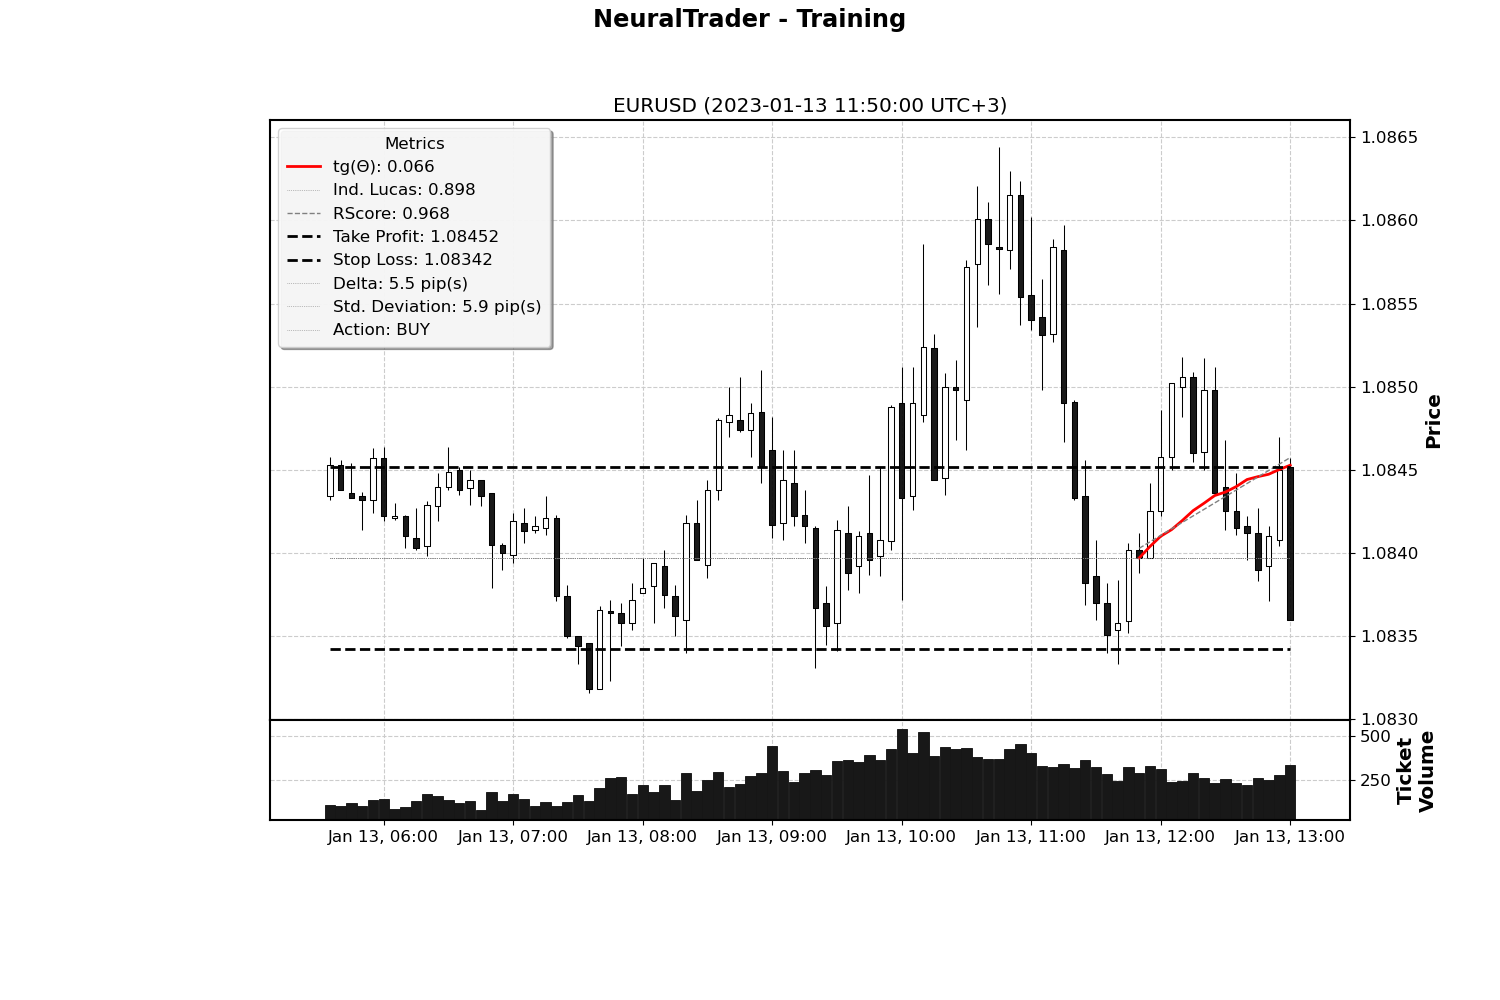 NeuralTrader - Training
EURUSD (2023-01-13 11:50:00 UTC+3)
Metrics
tg(Θ): 0.066
Ind. Lucas: 0.898
RScore: 0.968
Take Profit: 1.08452
Stop Loss: 1.08342
Delta: 5.5 pip(s)
Std. Deviation: 5.9 pip(s)
Action: BUY
1.0865
1.0860
1.0855
1.0850
1.0845
1.0840
1.0835
1.0830
Price
500
250
Ticket
Volume
Jan 13, 06:00
Jan 13, 07:00
Jan 13, 08:00
Jan 13, 09:00
Jan 13, 10:00
Jan 13, 11:00
Jan 13, 12:00
Jan 13, 13:00